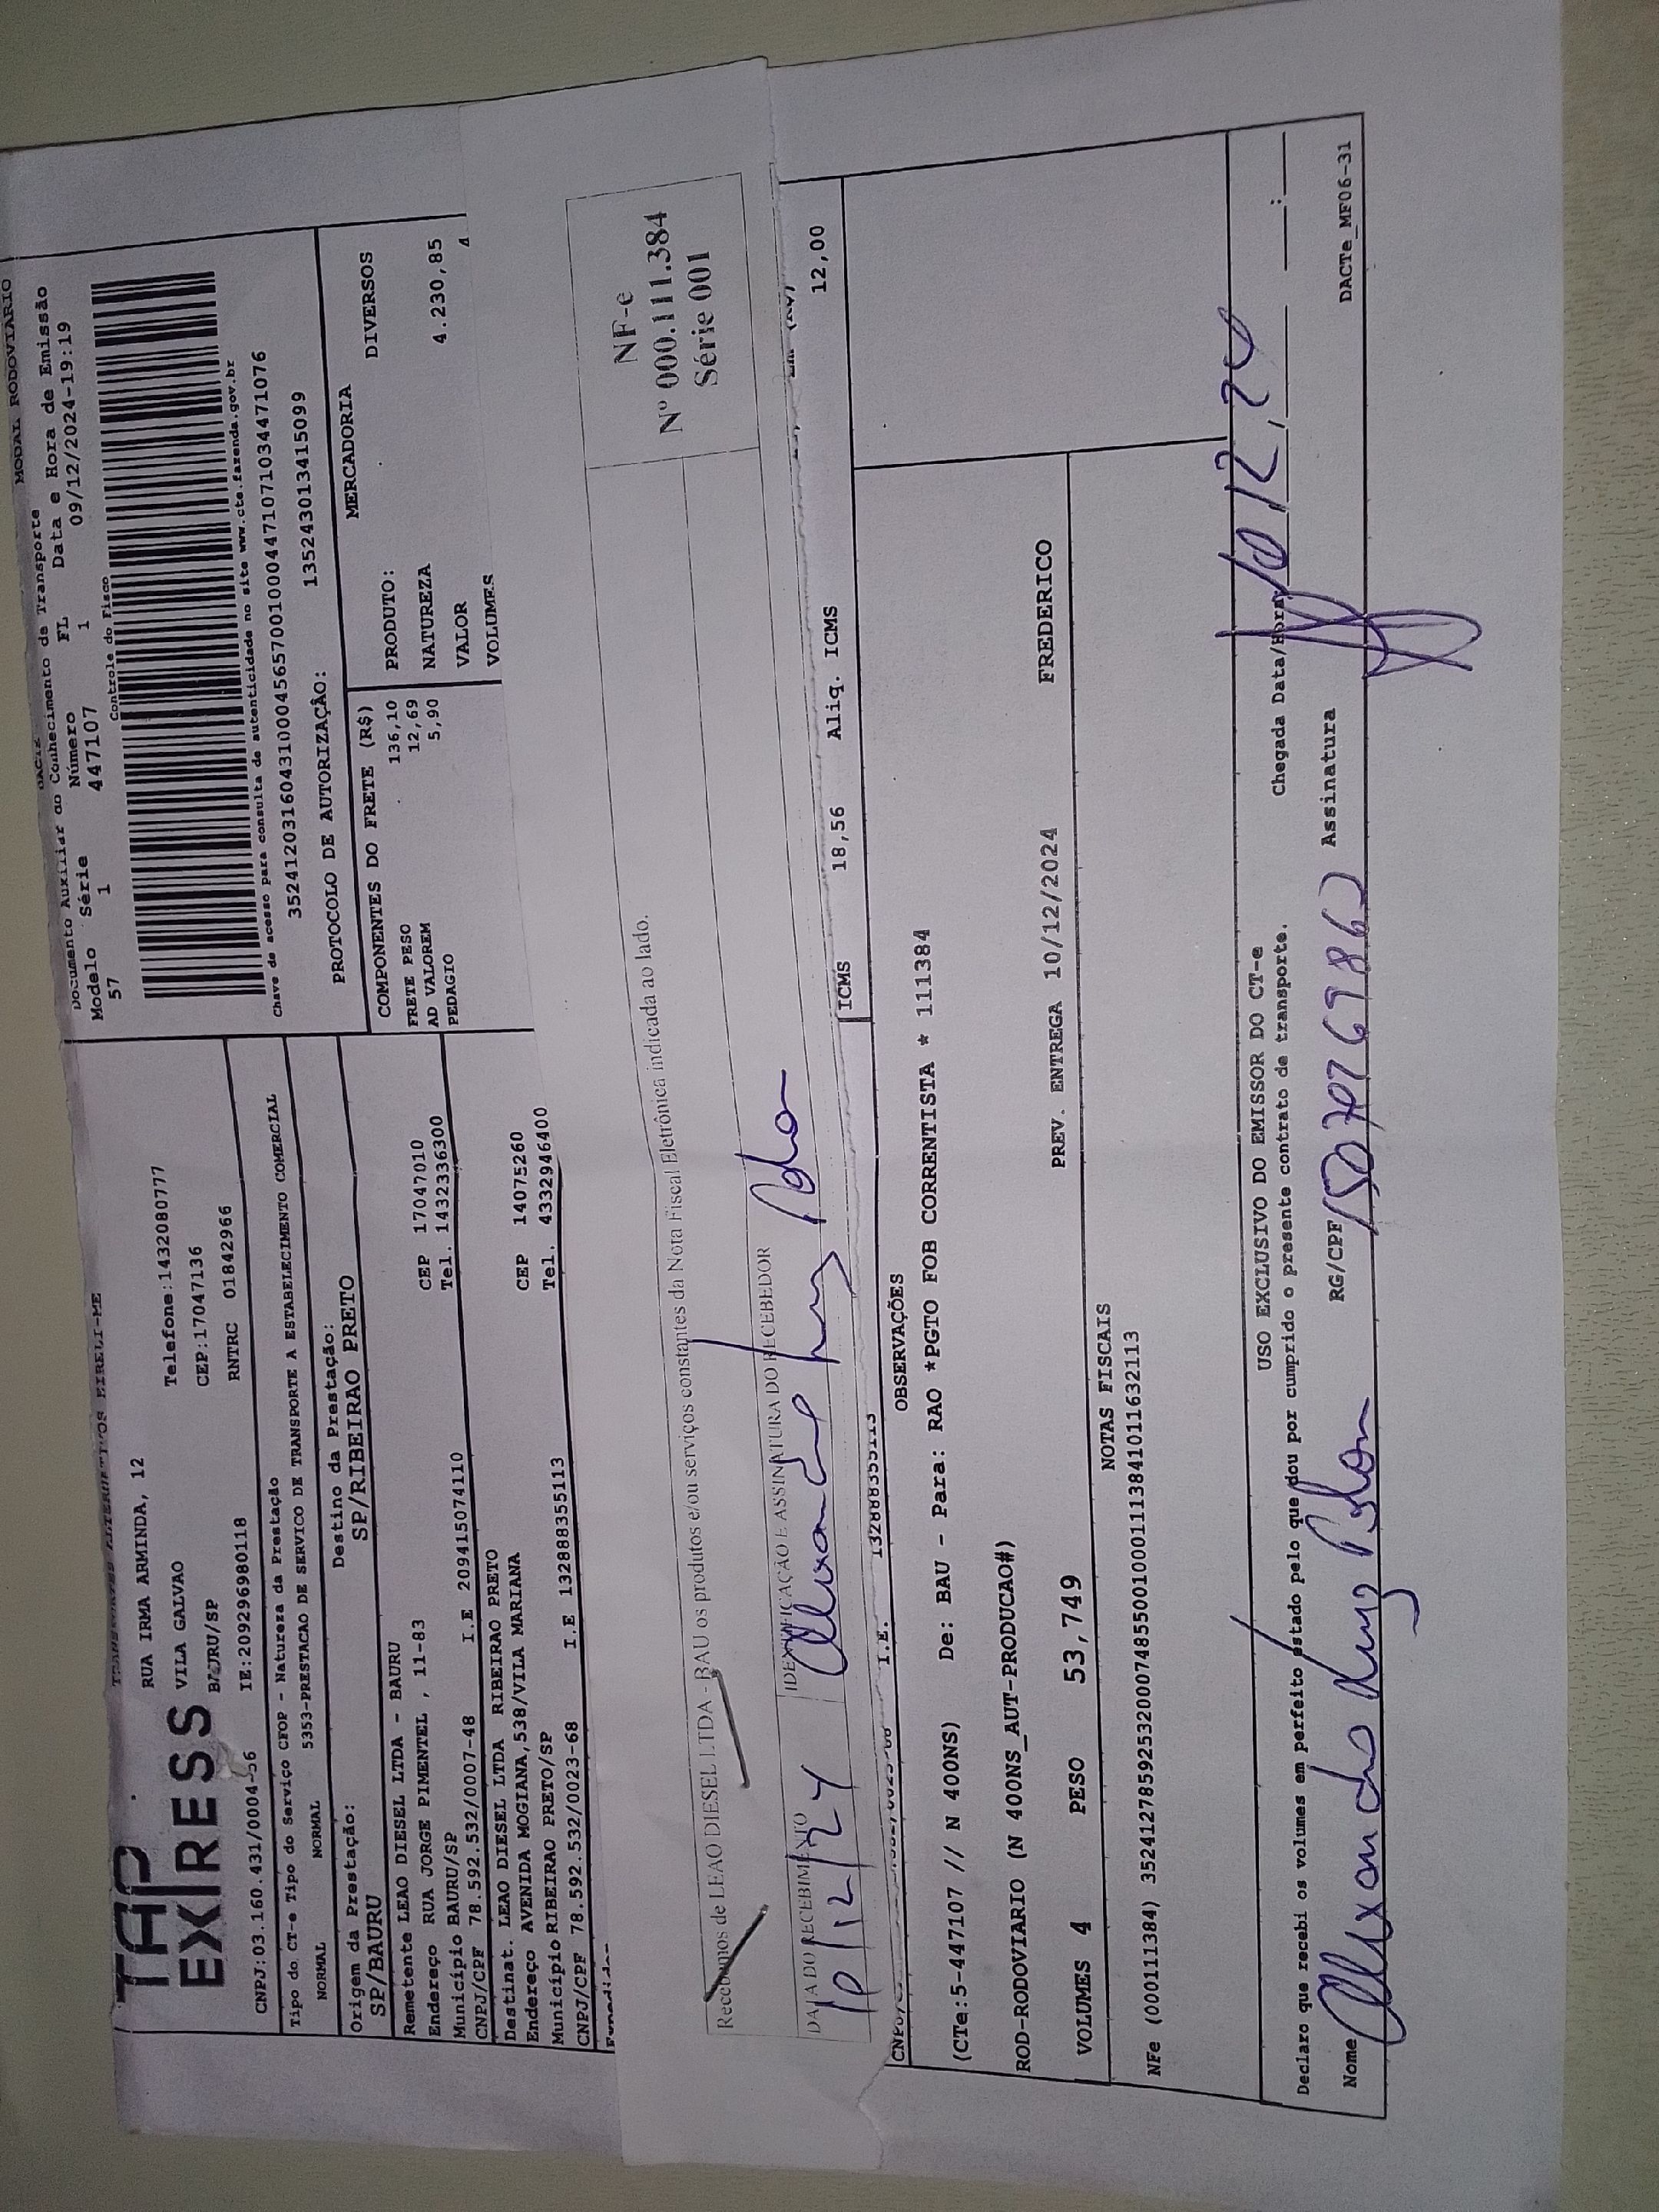 TAP
EXPRESS
RUA IRMA ARMINDA, 12
VILA GALVAO
BAURU/SP
Telefone:1432080777
CEP:17047136
CNPJ:03.160.431/0004-56 IE:209296980118 RNTRC 01842966
Tipo do CT-e Tipo do Serviço CFOP - Natureza da Prestação
NORMAL NORMAL 5353-PRESTACAO DE SERVICO DE TRANSPORTE A ESTABELECIMENTO COMERCIAL
Origem da Prestação: Destino da Prestação:
SP/BAURU SP/RIBEIRAO PRETO
Remetente LEAO DIESEL LTDA - BAURU
Endereço RUA JORGE PIMENTEL , 11-83 CEP 17047010
Município BAURU/SP Tel. 1432336300
CNPJ/CPF 78.592.532/0007-48 I.E 209415074110
Destinat. LEAO DIESEL LTDA RIBEIRAO PRETO
Endereço AVENIDA MOGIANA,538/VILA MARIANA CEP 14075260
Município RIBEIRAO PRETO/SP Tel. 4332946400
CNPJ/CPF 78.592.532/0023-68 I.E 132888355113
MODAL RODOVIARIO
Documento Auxiliar do Conhecimento de Transporte
Modelo Série Número FL Data e Hora de Emissão
57 1 447107 1 09/12/2024-19:19
Controle do Fisco
Chave de acesso para consulta de autenticidade no site www.cte.fazenda.gov.br
35241203160431000456570010004471071034471076
PROTOCOLO DE AUTORIZAÇÃO: 135243013415099
COMPONENTES DO FRETE (R$) MERCADORIA
FRETE PESO 136,10 PRODUTO: DIVERSOS
AD VALOREM 12,69 NATUREZA
PEDAGIO 5,90 VALOR 4.230,85
VOLUMES 4
Recebemos de LEAO DIESEL LTDA - BAU os produtos e/ou serviços constantes da Nota Fiscal Eletrônica indicada ao lado.
NF-e
Nº 000.111.384
Série 001
DATA DO RECEBIMENTO IDENTIFICAÇÃO E ASSINATURA DO RECEBEDOR
10/12/24
I.E. 132888355113
ICMS 18,56 Aliq. ICMS 12,00
OBSERVAÇÕES
(CTe:5-447107 // N 400NS) De: BAU - Para: RAO *PGTO FOB CORRENTISTA * 111384
ROD-RODOVIARIO (N 400NS_AUT-PRODUCAO#)
VOLUMES 4 PESO 53,749 PREV. ENTREGA 10/12/2024 FREDERICO
NOTAS FISCAIS
NFe (000111384) 35241278592532000748550010001113841011632113
USO EXCLUSIVO DO EMISSOR DO CT-e
Declaro que recebi os volumes em perfeito estado pelo que dou por cumprido o presente contrato de transporte. Chegada Data/Hora 10/12/24
Nome RG/CPF Assinatura
DACTe_MF06-31